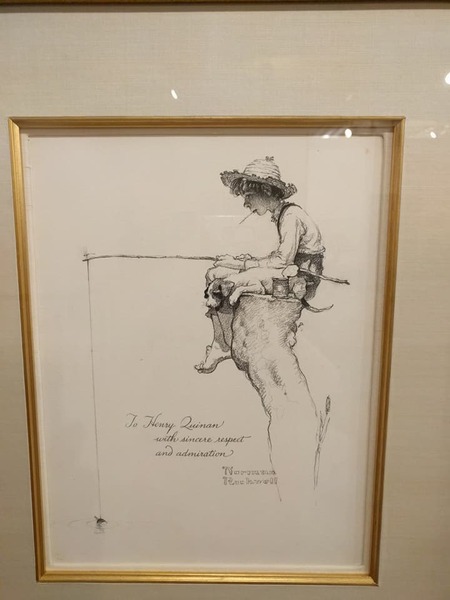 To Henry Quinan
with sincere respect
and admiration
Norman
Rockwell